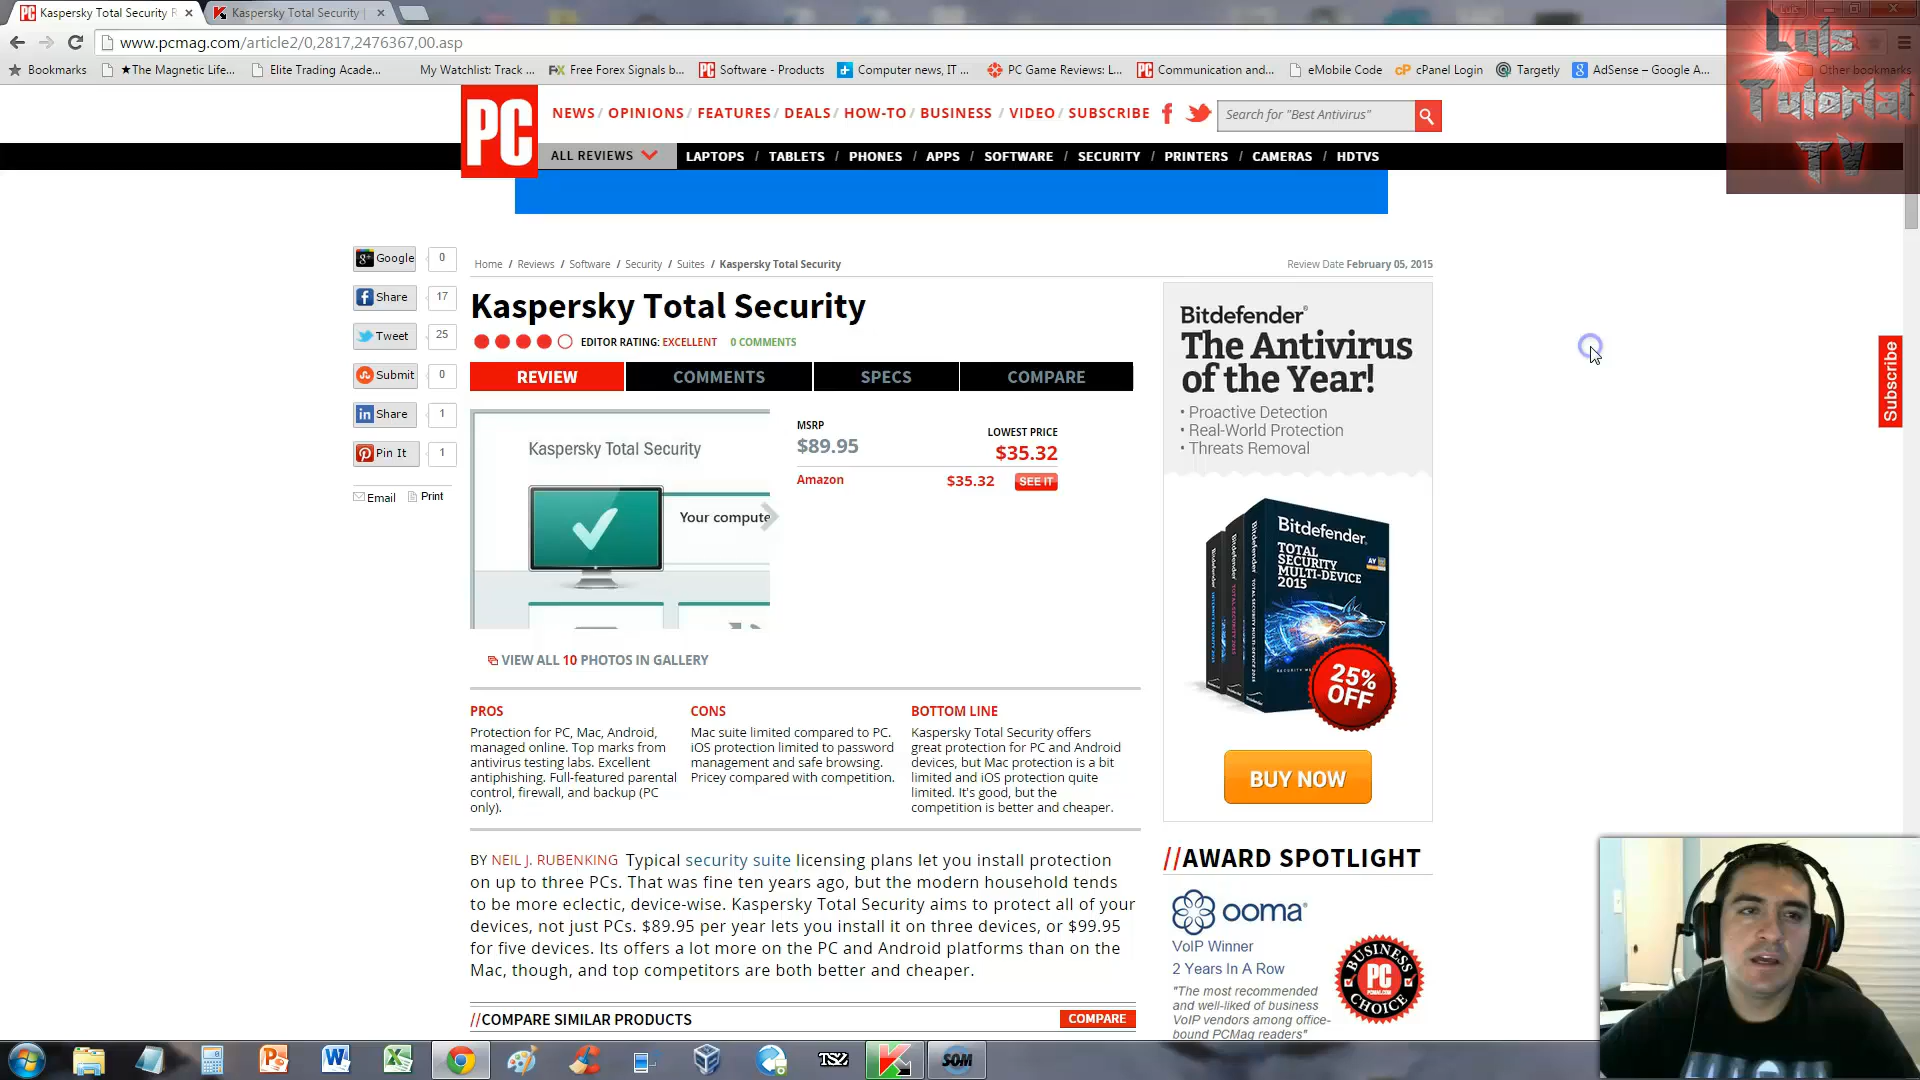 Kaspersky Total Security R
Kaspersky Total Security |
www.pcmag.com/article2/0,2817,2476367,00.asp
Bookmarks
★The Magnetic Life...
Elite Trading Acade...
My Watchlist: Track ...
Free Forex Signals b...
Software - Products
Computer news, IT ...
PC Game Reviews: L...
Communication and...
eMobile Code
cPanel Login
Targetly
AdSense – Google A...
Other bookmarks
Luis
Tutorial
TV
PC
NEWS / OPINIONS / FEATURES / DEALS / HOW-TO / BUSINESS / VIDEO / SUBSCRIBE
Search for "Best Antivirus"
ALL REVIEWS
LAPTOPS / TABLETS / PHONES / APPS / SOFTWARE / SECURITY / PRINTERS / CAMERAS / HDTVS
Google 0
Share 17
Tweet 25
Submit 0
Share 1
Pin It 1
Email Print
Home / Reviews / Software / Security / Suites / Kaspersky Total Security
Review Date February 05, 2015
Kaspersky Total Security
EDITOR RATING: EXCELLENT 0 COMMENTS
REVIEW COMMENTS SPECS COMPARE
Kaspersky Total Security
Your compute
MSRP
$89.95
LOWEST PRICE
$35.32
Amazon $35.32 SEE IT
VIEW ALL 10 PHOTOS IN GALLERY
PROS
Protection for PC, Mac, Android,
managed online. Top marks from
antivirus testing labs. Excellent
antiphishing. Full-featured parental
control, firewall, and backup (PC
only).
CONS
Mac suite limited compared to PC.
iOS protection limited to password
management and safe browsing.
Pricey compared with competition.
BOTTOM LINE
Kaspersky Total Security offers
great protection for PC and Android
devices, but Mac protection is a bit
limited and iOS protection quite
limited. It's good, but the
competition is better and cheaper.
BY NEIL J. RUBENKING Typical security suite licensing plans let you install protection
on up to three PCs. That was fine ten years ago, but the modern household tends
to be more eclectic, device-wise. Kaspersky Total Security aims to protect all of your
devices, not just PCs. $89.95 per year lets you install it on three devices, or $99.95
for five devices. Its offers a lot more on the PC and Android platforms than on the
Mac, though, and top competitors are both better and cheaper.
//COMPARE SIMILAR PRODUCTS
COMPARE
Bitdefender®
The Antivirus
of the Year!
• Proactive Detection
• Real-World Protection
• Threats Removal
Bitdefender
TOTAL
SECURITY
MULTI-DEVICE
2015
25%
OFF
BUY NOW
//AWARD SPOTLIGHT
ooma
VoIP Winner
2 Years In A Row
"The most recommended
and well-liked of business
VoIP vendors among office-
bound PCMag readers"
BUSINESS
PC
CHOICE
Subscribe
TS2
SOM